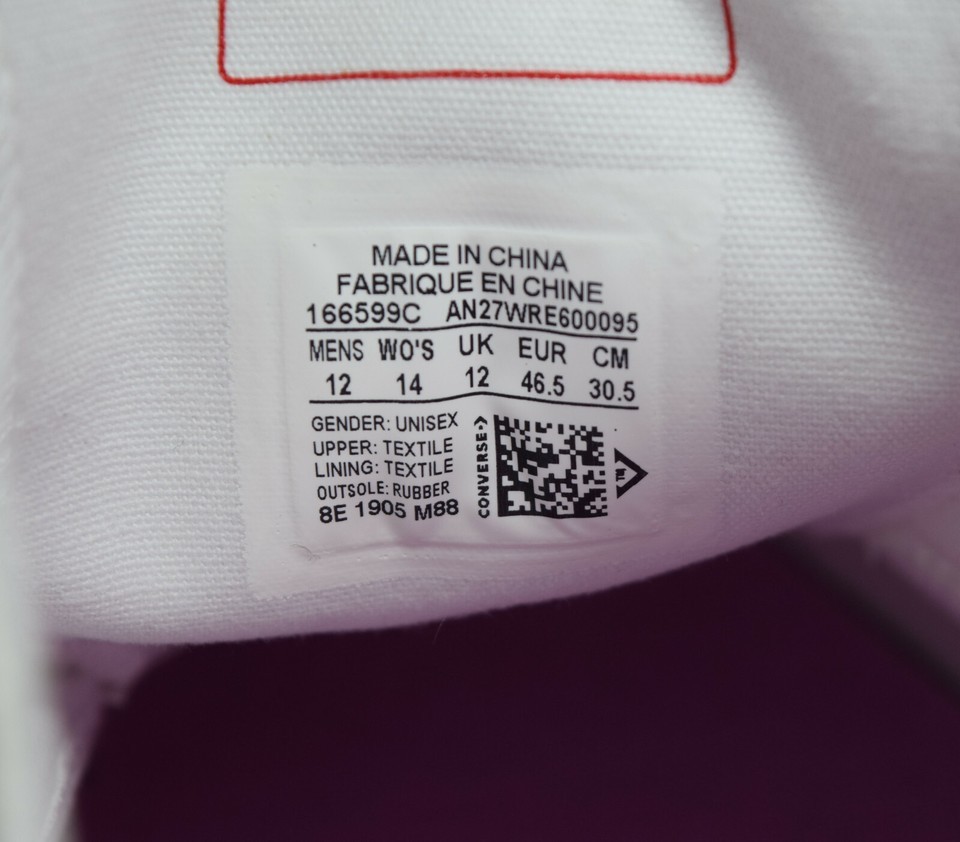 MADE IN CHINA
FABRIQUE EN CHINE
166599C AN27WRE600095
MENS WO'S UK EUR CM
12 14 12 46.5 30.5
GENDER: UNISEX
UPPER: TEXTILE
LINING: TEXTILE
OUTSOLE: RUBBER
8E 1905 M88
CONVERSE
TM